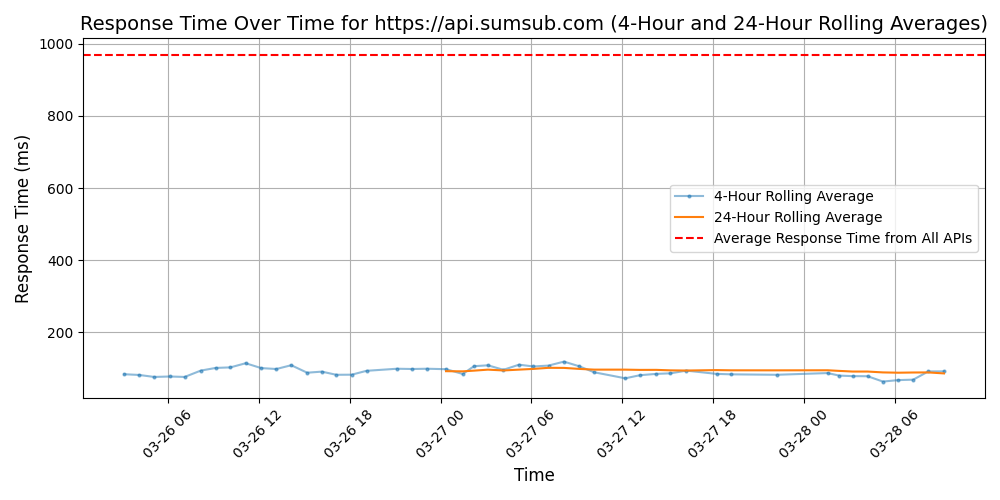 Response Time Over Time for https://api.sumsub.com (4-Hour and 24-Hour Rolling Averages)
Response Time (ms)
1000
800
600
400
200
4-Hour Rolling Average
24-Hour Rolling Average
Average Response Time from All APIs
03-26 06
03-26 12
03-26 18
03-27 00
03-27 06
03-27 12
03-27 18
03-28 00
03-28 06
Time